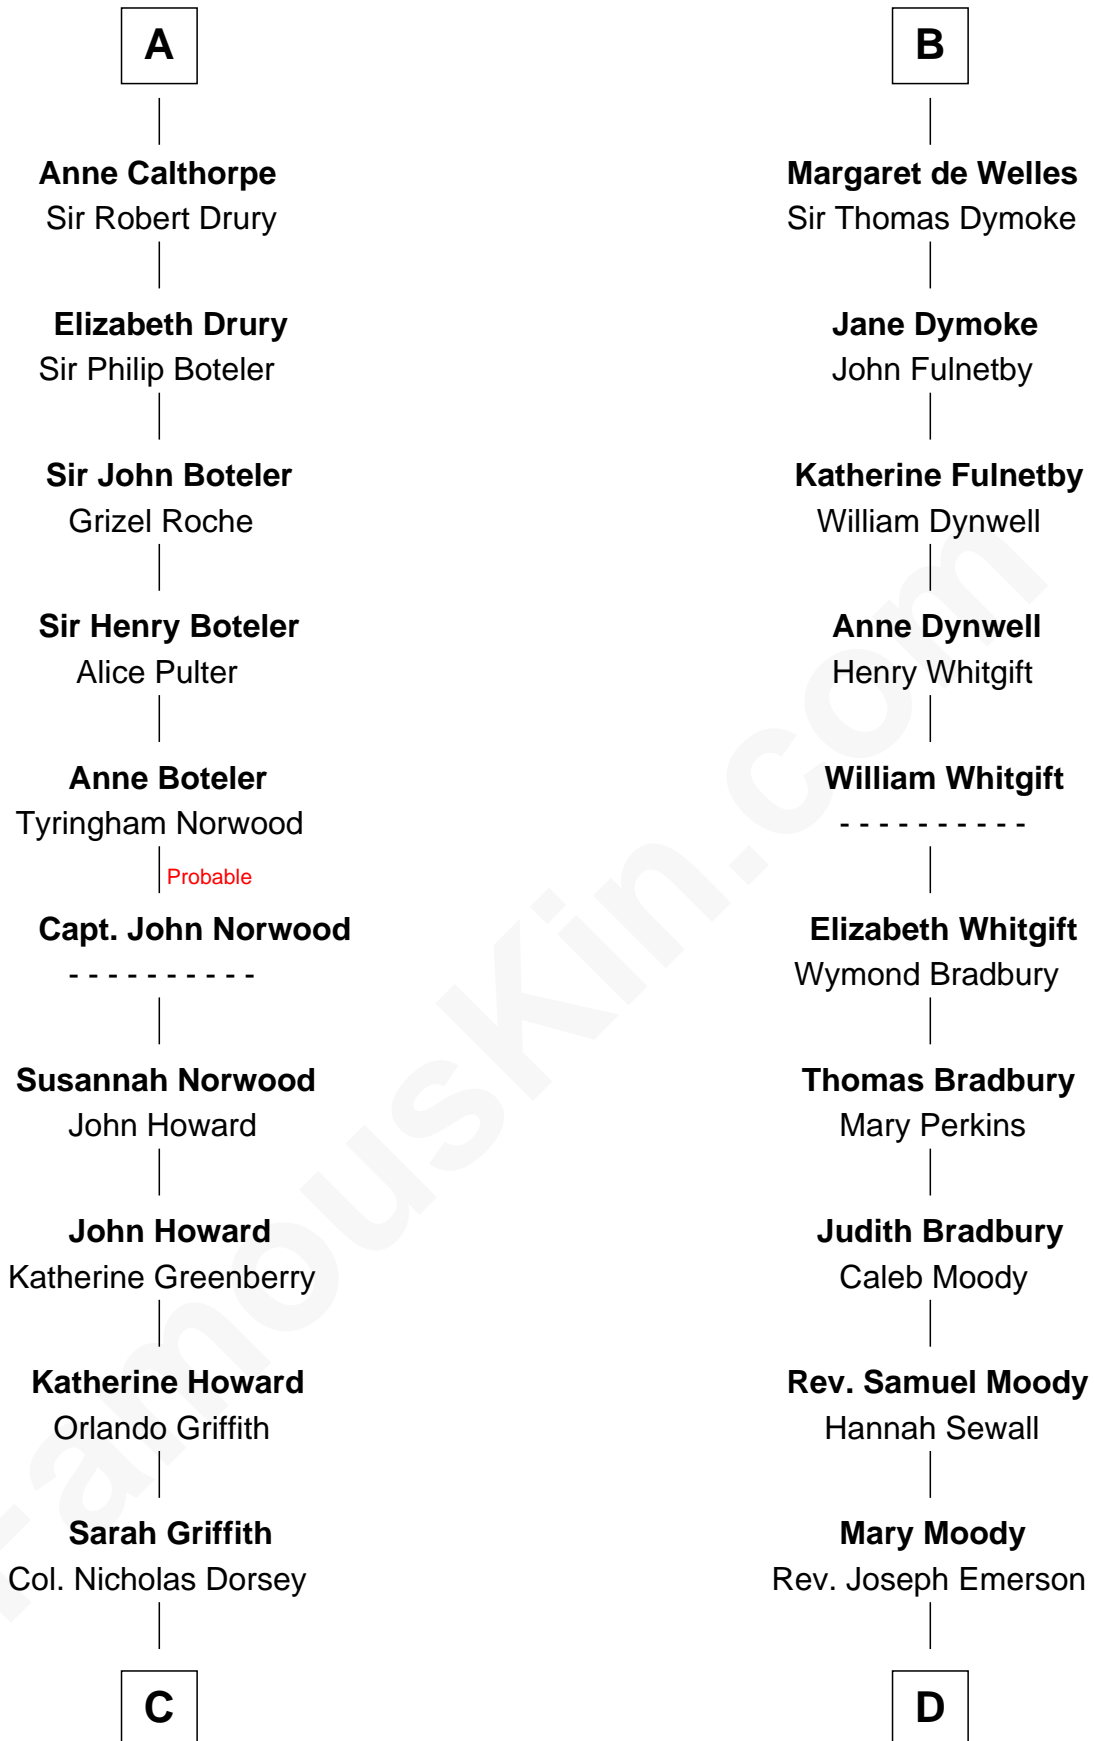 A
Anne Calthorpe
Sir Robert Drury
Elizabeth Drury
Sir Philip Boteler
Sir John Boteler
Grizel Roche
Sir Henry Boteler
Alice Pulter
Anne Boteler
Tyringham Norwood
Probable
Capt. John Norwood
- - - - - - - - - -
Susannah Norwood
John Howard
John Howard
Katherine Greenberry
Katherine Howard
Orlando Griffith
Sarah Griffith
Col. Nicholas Dorsey
C
B
Margaret de Welles
Sir Thomas Dymoke
Jane Dymoke
John Fulnetby
Katherine Fulnetby
William Dynwell
Anne Dynwell
Henry Whitgift
William Whitgift
- - - - - - - - - -
Elizabeth Whitgift
Wymond Bradbury
Thomas Bradbury
Mary Perkins
Judith Bradbury
Caleb Moody
Rev. Samuel Moody
Hannah Sewall
Mary Moody
Rev. Joseph Emerson
D
FamousKin.com